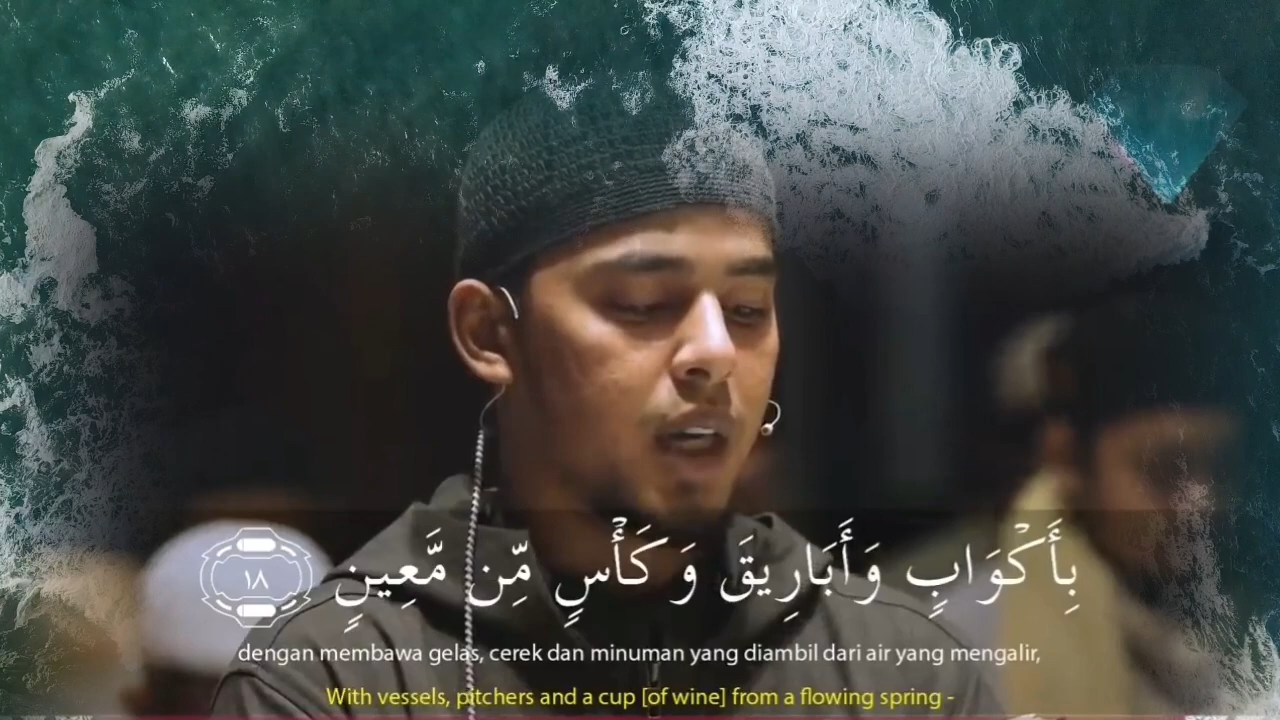 بِأَكْوَابٍ وَأَبَارِيقَ وَكَأْسٍ مِّن مَّعِينٍ ١٨
dengan membawa gelas, cerek dan minuman yang diambil dari air yang mengalir,
With vessels, pitchers and a cup [of wine] from a flowing spring -